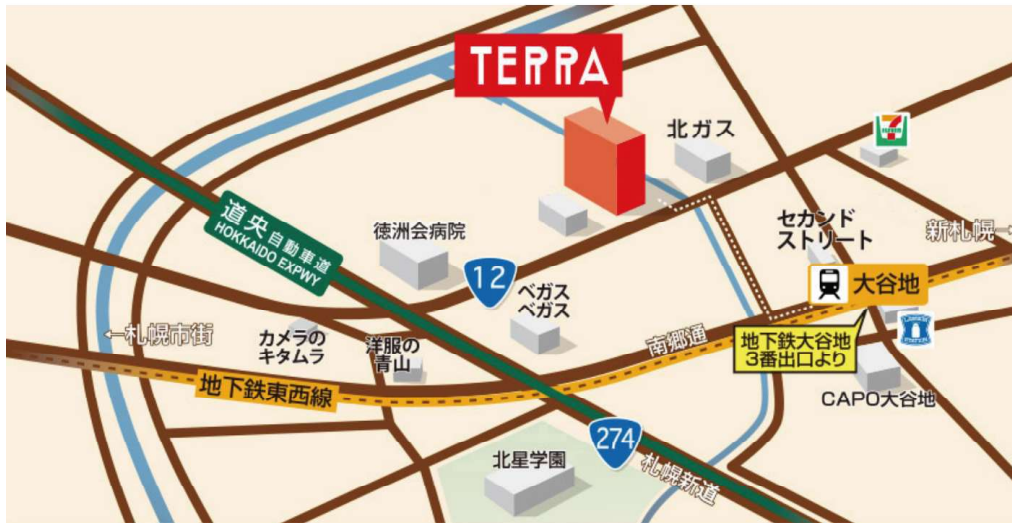 TERRA
北ガス
7
ELEVEN
道央自動車道
HOKKAIDO EXPWY
徳洲会病院
12
セカンド
ストリート
新札幌→
大谷地
ベガス
ベガス
←札幌市街
カメラの
キタムラ
洋服の
青山
南郷通
地下鉄大谷地
3番出口より
地下鉄東西線
CAPO大谷地
274
札幌新道
北星学園